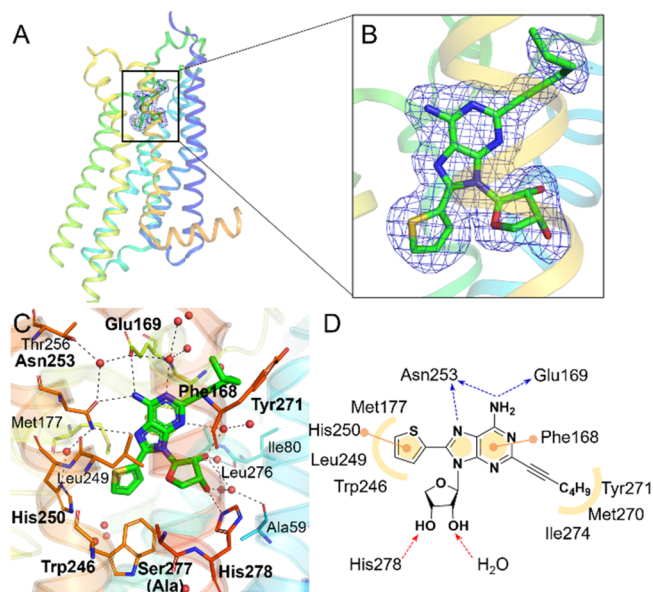 A
B
C
Glu169
Thr256
Asn253
Phe168
Met177
Tyr271
Ile80
Leu249
Leu276
His250
Ala59
Trp246
Ser277
(Ala)
His278
D
Asn253
Glu169
Met177
NH2
His250
N
N
Phe168
S
Leu249
N
N
Trp246
O
C4H9
Tyr271
Met270
Ile274
OH
OH
His278
H2O